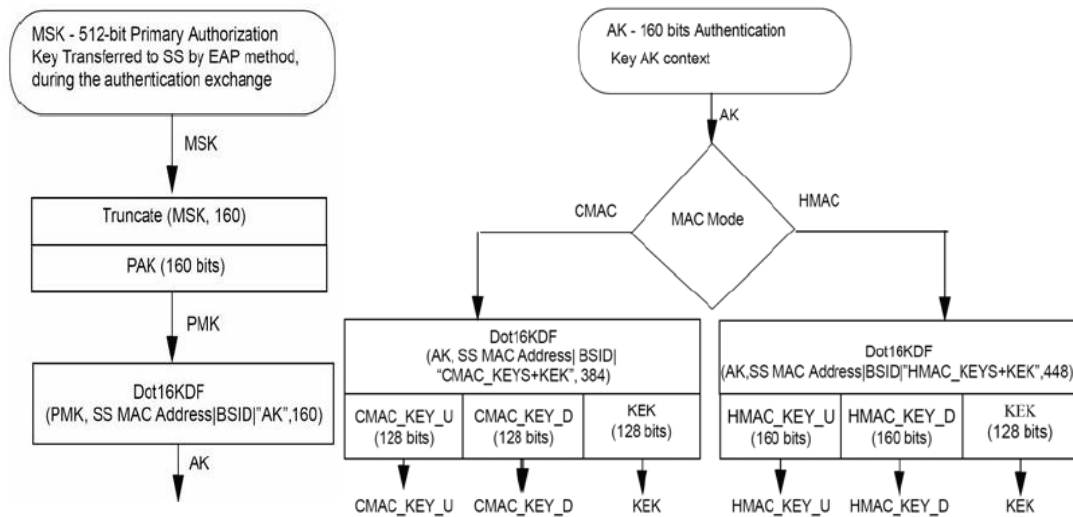 MSK - 512-bit Primary Authorization
Key Transferred to SS by EAP method,
during the authentication exchange
MSK
Truncate (MSK, 160)
PAK (160 bits)
PMK
Dot16KDF
(PMK, SS MAC Address|BSID|"AK",160)
AK
AK - 160 bits Authentication
Key AK context
AK
CMAC
MAC Mode
HMAC
Dot16KDF
(AK, SS MAC Address| BSID|
"CMAC_KEYS+KEK", 384)
CMAC_KEY_U
(128 bits)
CMAC_KEY_D
(128 bits)
KEK
(128 bits)
CMAC_KEY_U
CMAC_KEY_D
KEK
Dot16KDF
(AK,SS MAC Address|BSID|"HMAC_KEYS+KEK",448)
HMAC_KEY_U
(160 bits)
HMAC_KEY_D
(160 bits)
KEK
(128 bits)
HMAC_KEY_U
HMAC_KEY_D
KEK